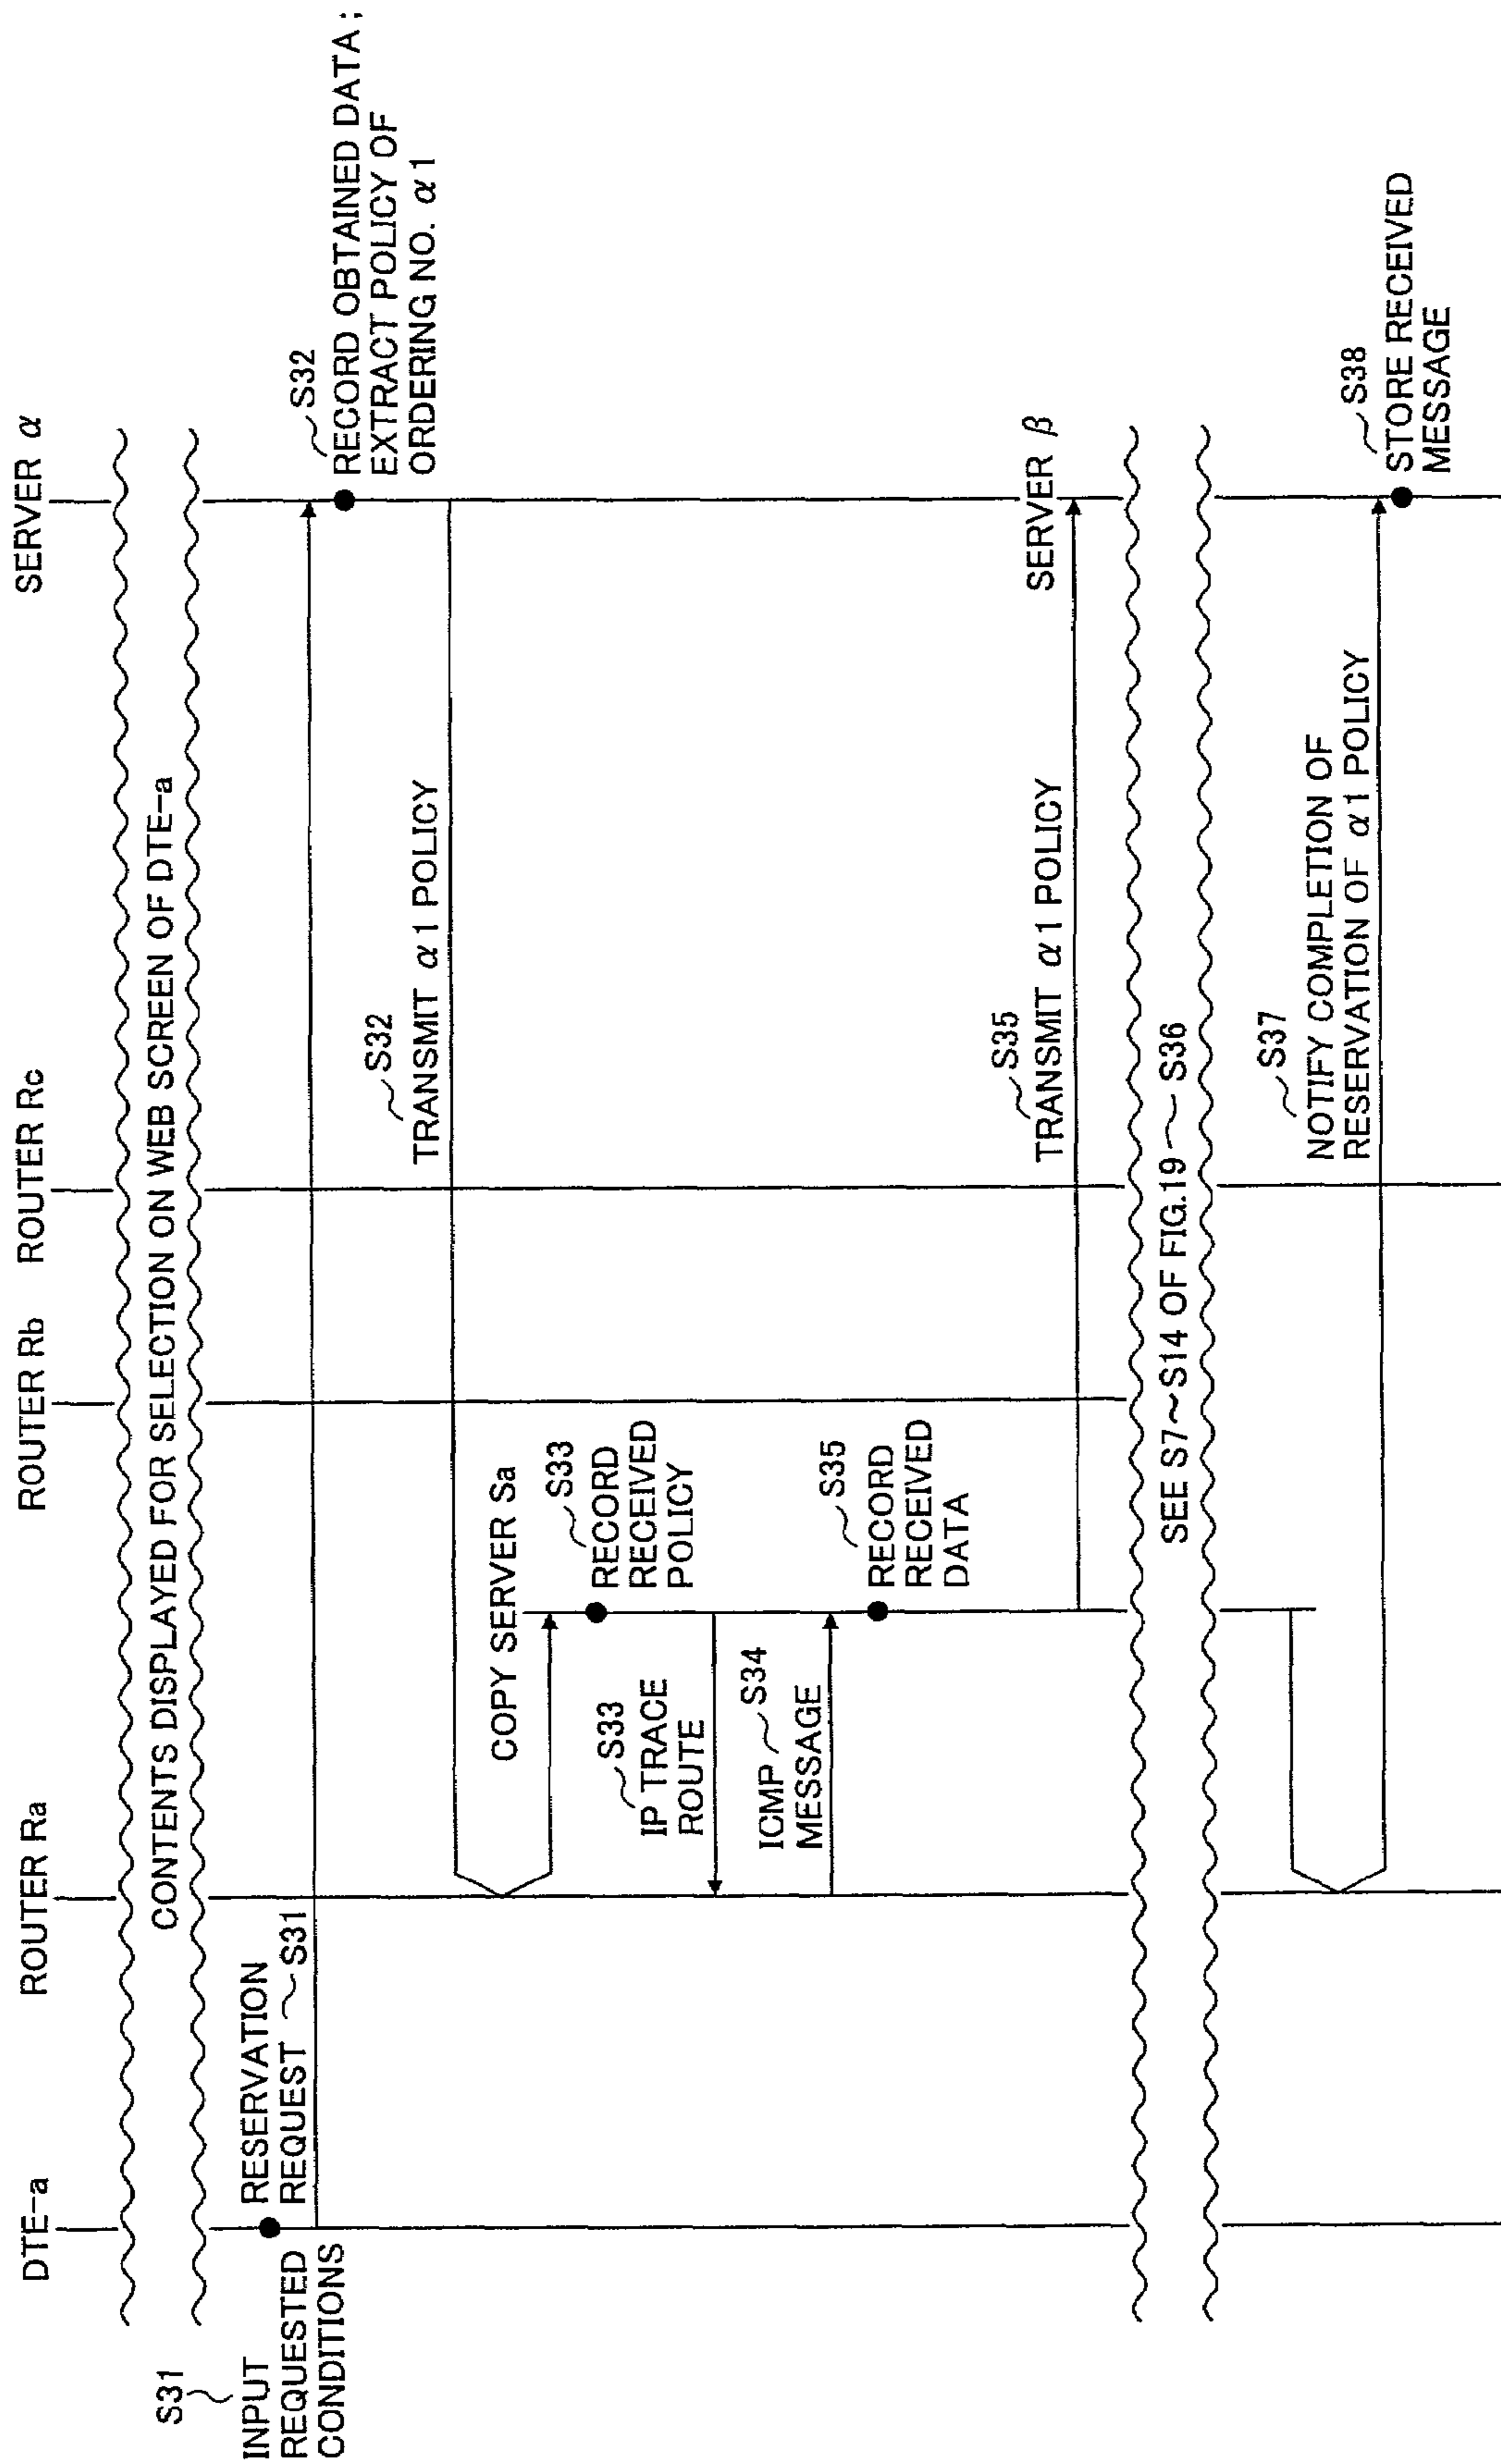 DTE-a
ROUTER Ra
ROUTER Rb
ROUTER Rc
SERVER α
CONTENTS DISPLAYED FOR SELECTION ON WEB SCREEN OF DTE-a
S31
INPUT
REQUESTED
CONDITIONS
RESERVATION
REQUEST
S31
S32
RECORD OBTAINED DATA;
EXTRACT POLICY OF
ORDERING NO. α1
S32
TRANSMIT α1 POLICY
COPY SERVER Sa
S33
RECORD
RECEIVED
POLICY
S33
IP TRACE
ROUTE
ICMP
S34
MESSAGE
S35
RECORD
RECEIVED
DATA
S35
TRANSMIT α1 POLICY
SERVER β
SEE S7~S14 OF FIG.19
S36
S37
NOTIFY COMPLETION OF
RESERVATION OF α1 POLICY
S38
STORE RECEIVED
MESSAGE